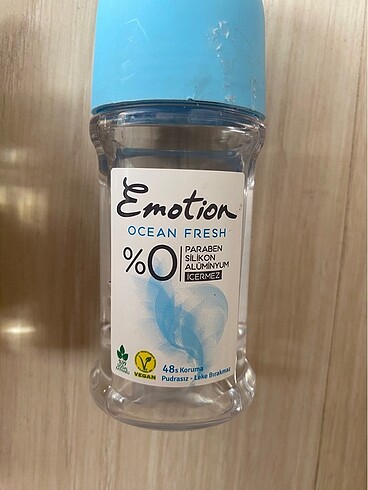 Emotion
OCEAN FRESH
%0
PARABEN
SİLİKON
ALÜMİNYUM
İÇERMEZ
VEGAN
48s Koruma
Pudrasız - Leke Bırakmaz